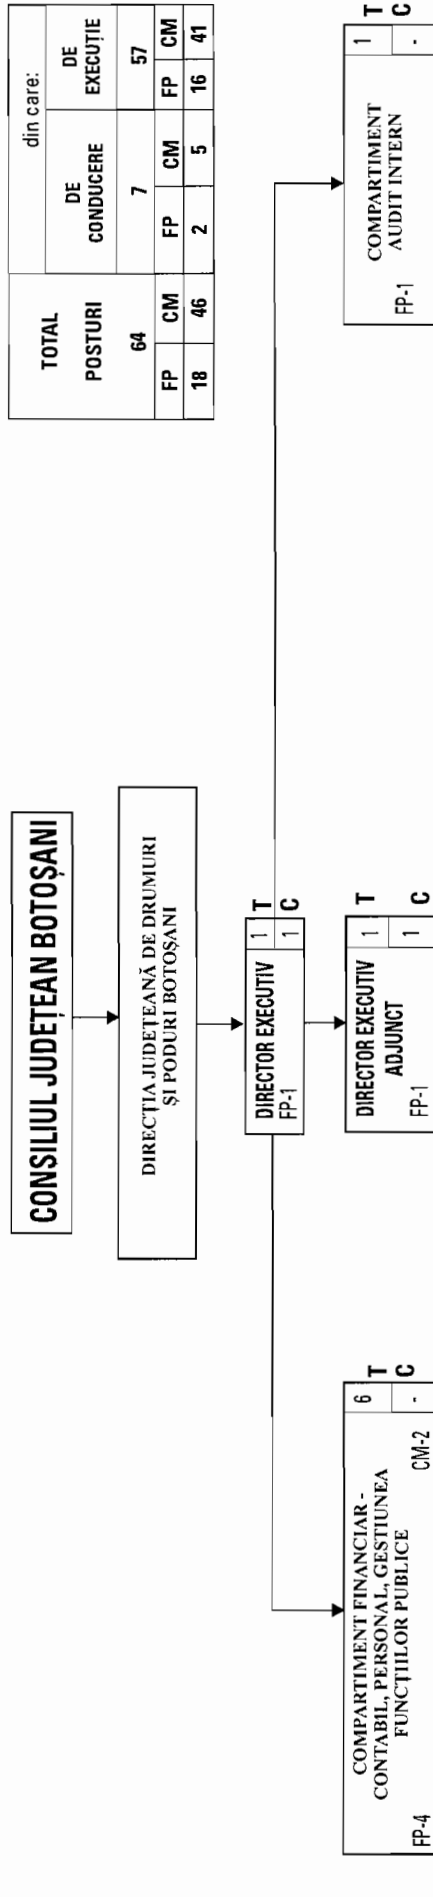 CONSILIUL JUDEȚEAN BOTOȘANI
DIRECȚIA JUDEȚEANĂ DE DRUMURI
ȘI PODURI BOTOȘANI
TOTAL
POSTURI
din care:
DE
CONDUCERE
DE
EXECUȚIE
64
7
57
FP
CM
FP
CM
FP
CM
18
46
2
5
16
41
DIRECTOR EXECUTIV
FP-1
1
1
T
C
COMPARTIMENT FINANCIAR -
CONTABIL, PERSONAL, GESTIUNEA
FUNCȚIILOR PUBLICE
FP-4
CM-2
6
-
T
C
DIRECTOR EXECUTIV
ADJUNCT
FP-1
1
1
T
C
COMPARTIMENT
AUDIT INTERN
FP-1
1
-
T
C